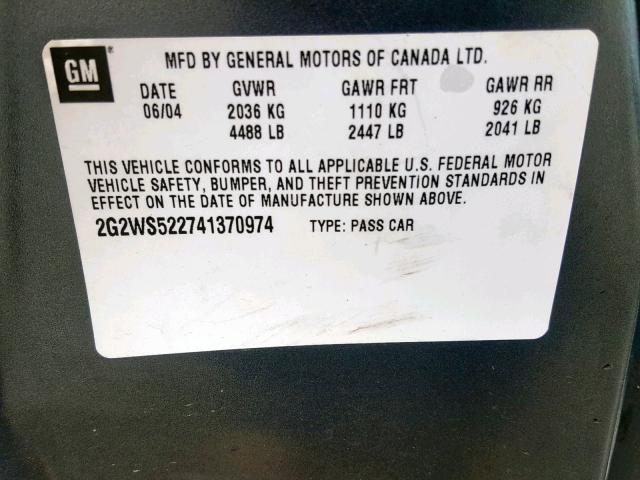 GM
MFD BY GENERAL MOTORS OF CANADA LTD.
DATE GVWR GAWR FRT GAWR RR
06/04 2036 KG 1110 KG 926 KG
4488 LB 2447 LB 2041 LB
THIS VEHICLE CONFORMS TO ALL APPLICABLE U.S. FEDERAL MOTOR
VEHICLE SAFETY, BUMPER, AND THEFT PREVENTION STANDARDS IN
EFFECT ON THE DATE OF MANUFACTURE SHOWN ABOVE.
2G2WS522741370974 TYPE: PASS CAR